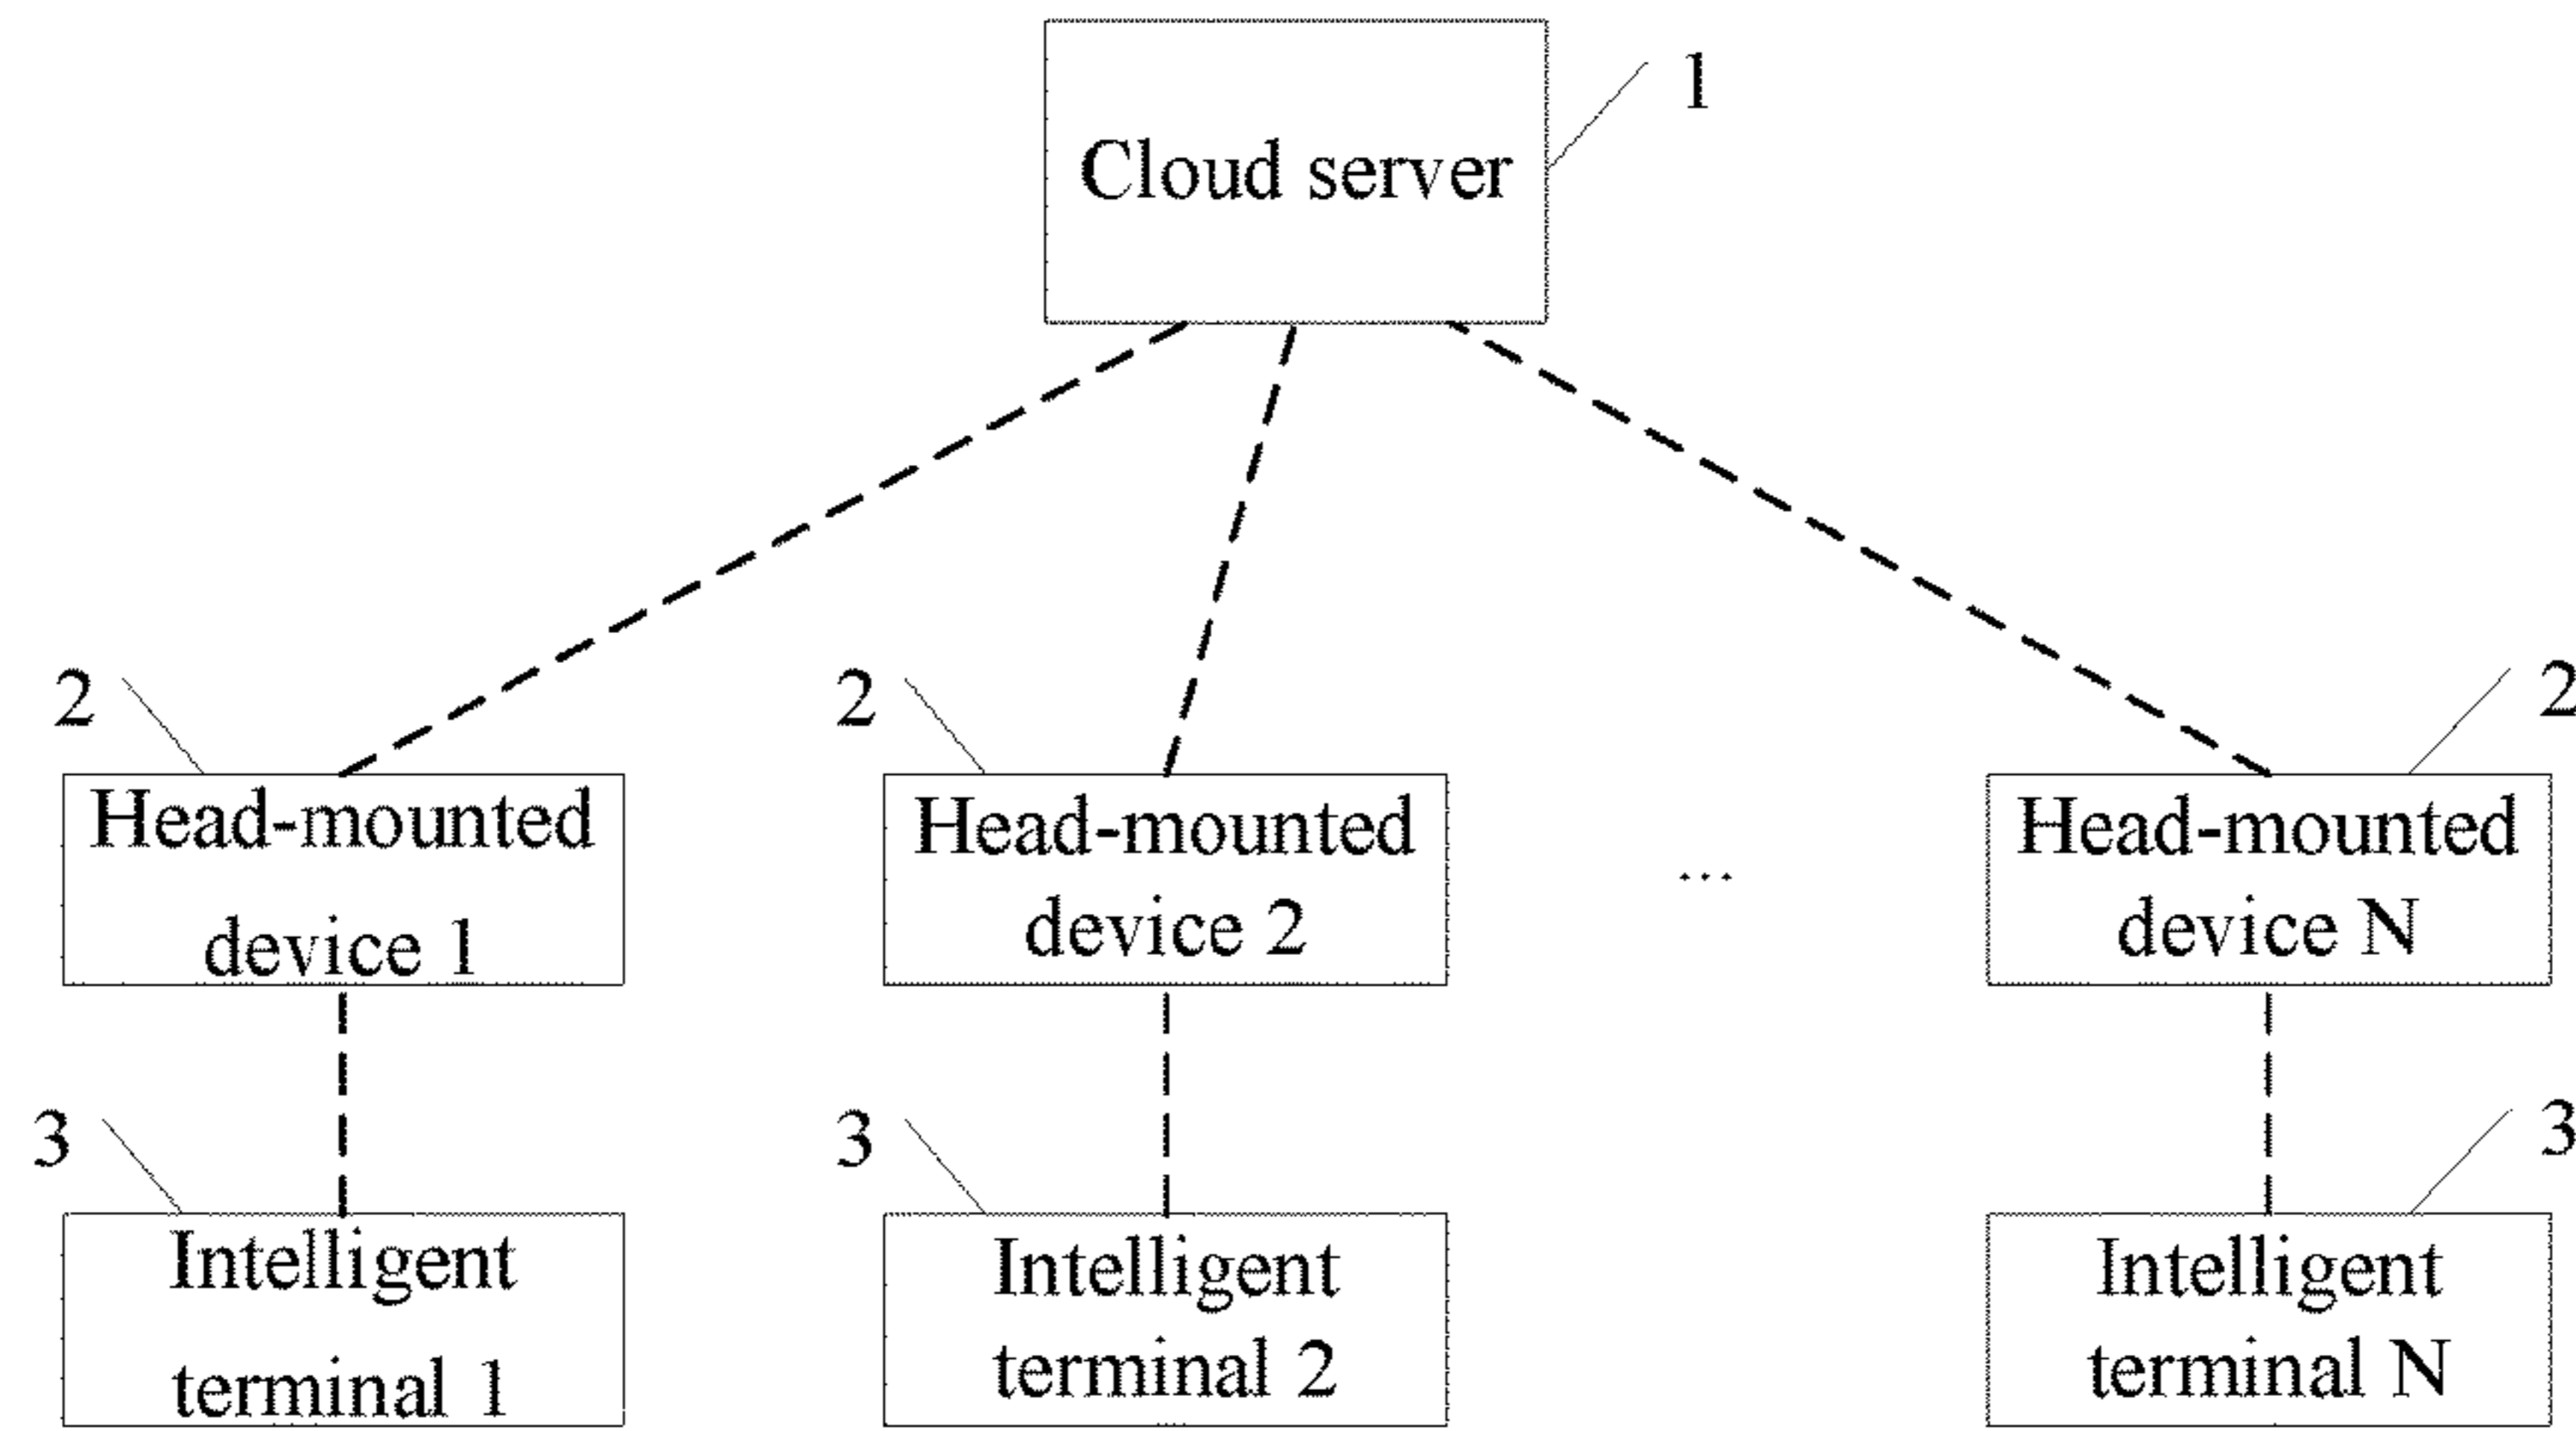 Cloud server
1
2
2
2
Head-mounted
device 1
Head-mounted
device 2
...
Head-mounted
device N
3
3
3
Intelligent
terminal 1
Intelligent
terminal 2
Intelligent
terminal N